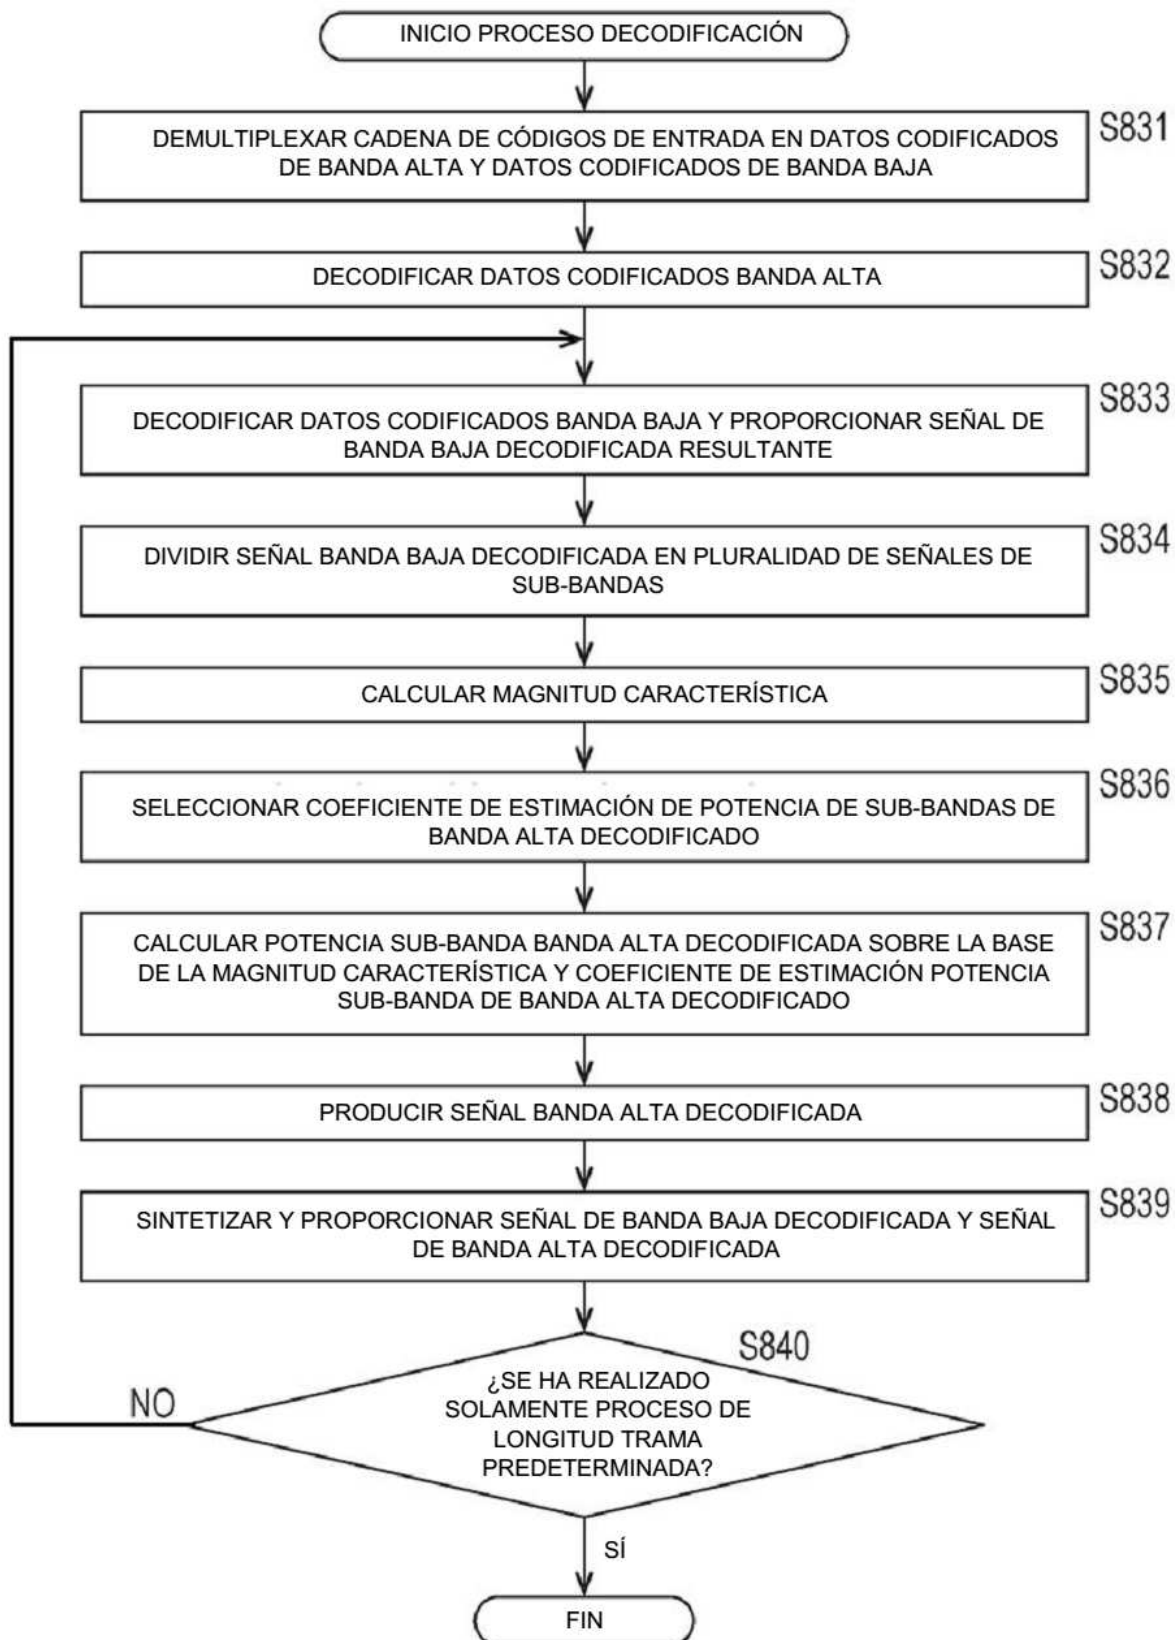 INICIO PROCESO DECODIFICACIÓN
S831
DEMULTIPLEXAR CADENA DE CÓDIGOS DE ENTRADA EN DATOS CODIFICADOS
DE BANDA ALTA Y DATOS CODIFICADOS DE BANDA BAJA
S832
DECODIFICAR DATOS CODIFICADOS BANDA ALTA
S833
DECODIFICAR DATOS CODIFICADOS BANDA BAJA Y PROPORCIONAR SEÑAL DE
BANDA BAJA DECODIFICADA RESULTANTE
S834
DIVIDIR SEÑAL BANDA BAJA DECODIFICADA EN PLURALIDAD DE SEÑALES DE
SUB-BANDAS
S835
CALCULAR MAGNITUD CARACTERÍSTICA
S836
SELECCIONAR COEFICIENTE DE ESTIMACIÓN DE POTENCIA DE SUB-BANDAS DE
BANDA ALTA DECODIFICADO
S837
CALCULAR POTENCIA SUB-BANDA BANDA ALTA DECODIFICADA SOBRE LA BASE
DE LA MAGNITUD CARACTERÍSTICA Y COEFICIENTE DE ESTIMACIÓN POTENCIA
SUB-BANDA DE BANDA ALTA DECODIFICADO
S838
PRODUCIR SEÑAL BANDA ALTA DECODIFICADA
S839
SINTETIZAR Y PROPORCIONAR SEÑAL DE BANDA BAJA DECODIFICADA Y SEÑAL
DE BANDA ALTA DECODIFICADA
S840
¿SE HA REALIZADO
SOLAMENTE PROCESO DE
LONGITUD TRAMA
PREDETERMINADA?
NO
SÍ
FIN